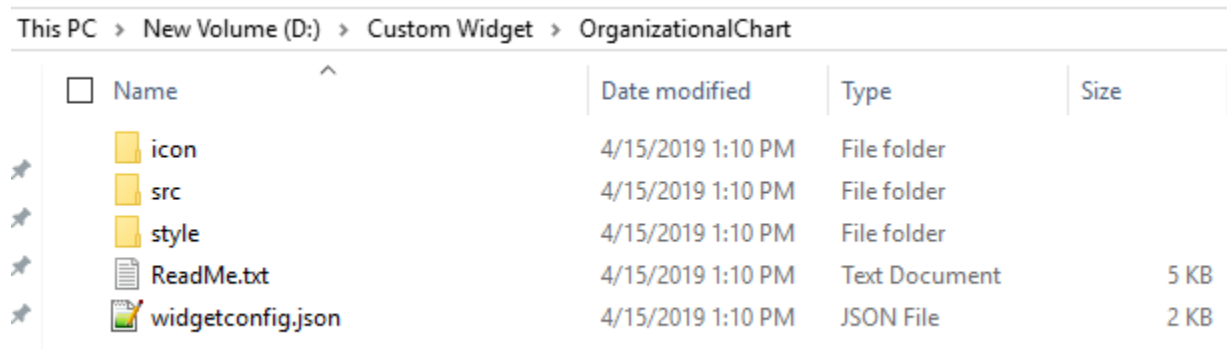 This PC > New Volume (D:) > Custom Widget > OrganizationalChart
Name Date modified Type Size
icon 4/15/2019 1:10 PM File folder
src 4/15/2019 1:10 PM File folder
style 4/15/2019 1:10 PM File folder
ReadMe.txt 4/15/2019 1:10 PM Text Document 5 KB
widgetconfig.json 4/15/2019 1:10 PM JSON File 2 KB